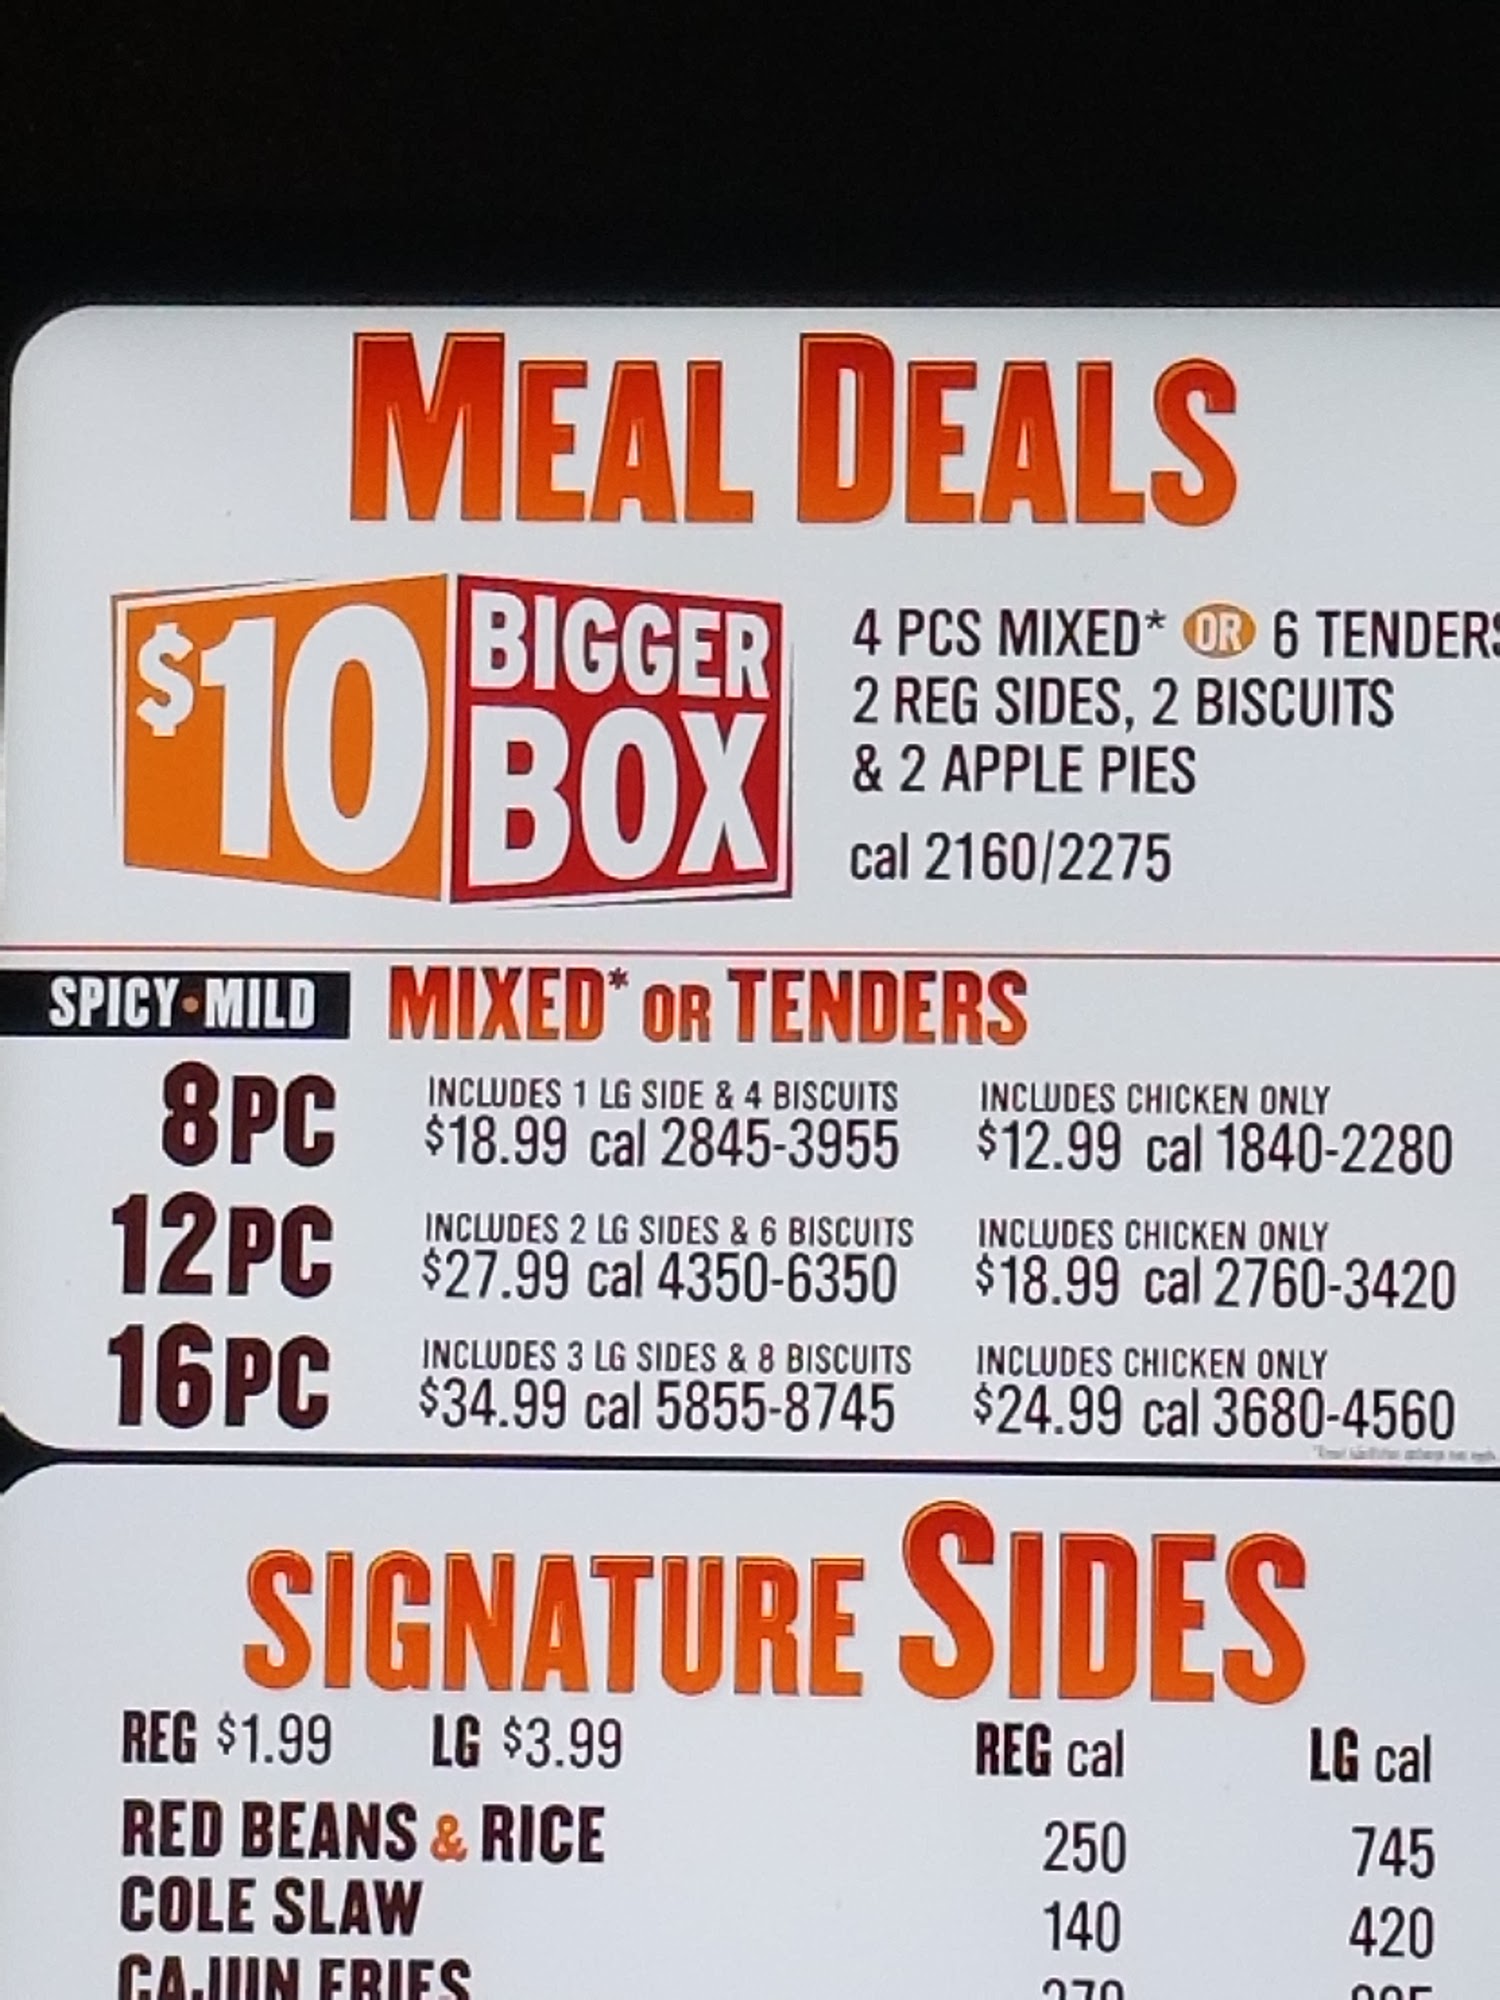 MEAL DEALS
$10 BIGGER BOX
4 PCS MIXED* OR 6 TENDERS
2 REG SIDES, 2 BISCUITS
& 2 APPLE PIES
cal 2160/2275
SPICY • MILD MIXED* OR TENDERS
8PC
INCLUDES 1 LG SIDE & 4 BISCUITS
$18.99 cal 2845-3955
INCLUDES CHICKEN ONLY
$12.99 cal 1840-2280
12PC
INCLUDES 2 LG SIDES & 6 BISCUITS
$27.99 cal 4350-6350
INCLUDES CHICKEN ONLY
$18.99 cal 2760-3420
16PC
INCLUDES 3 LG SIDES & 8 BISCUITS
$34.99 cal 5855-8745
INCLUDES CHICKEN ONLY
$24.99 cal 3680-4560
SIGNATURE SIDES
REG $1.99 LG $3.99 REG cal LG cal
RED BEANS & RICE 250 745
COLE SLAW 140 420
CAJUN FRIES